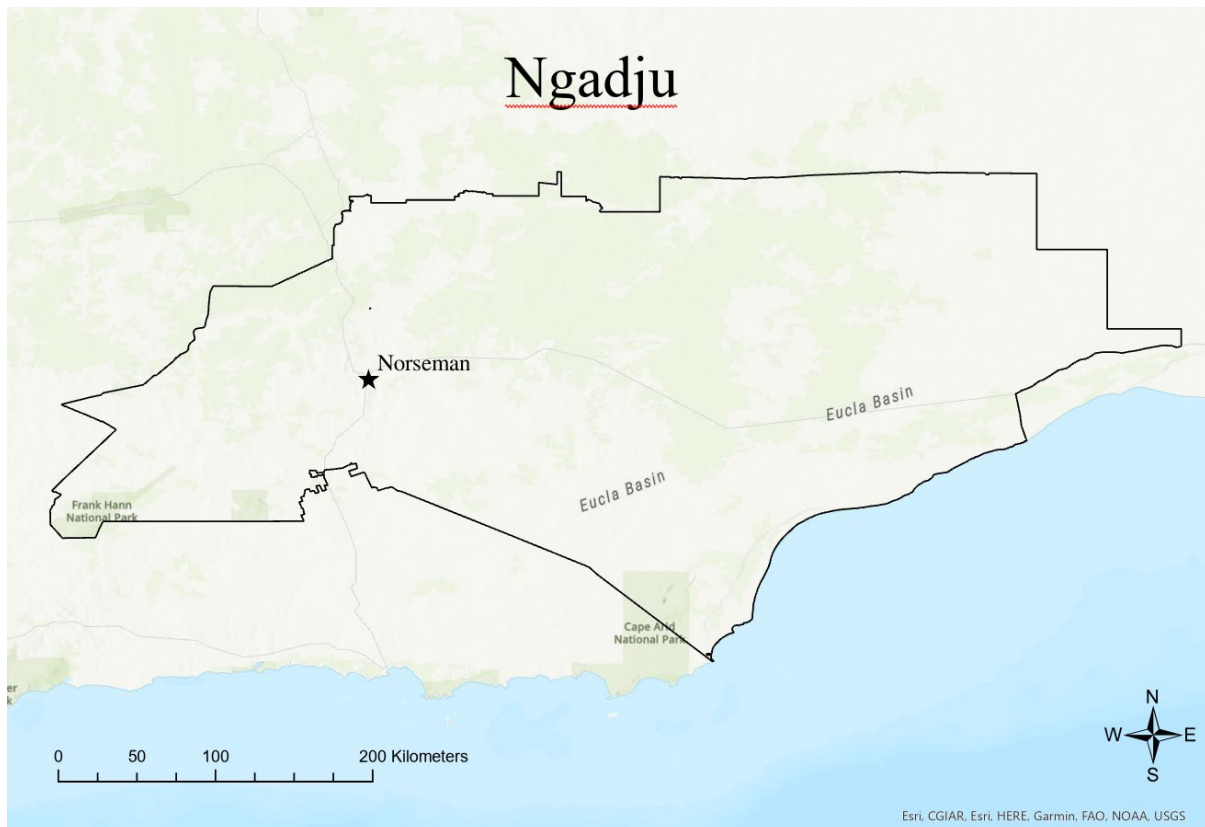 Ngadju
Norseman
Eucla Basin
Eucla Basin
Frank Hann
National Park
Cape Arid
National Park
er
k
0 50 100 200 Kilometers
N
W E
S
Esri, CGIAR, Esri, HERE, Garmin, FAO, NOAA, USGS